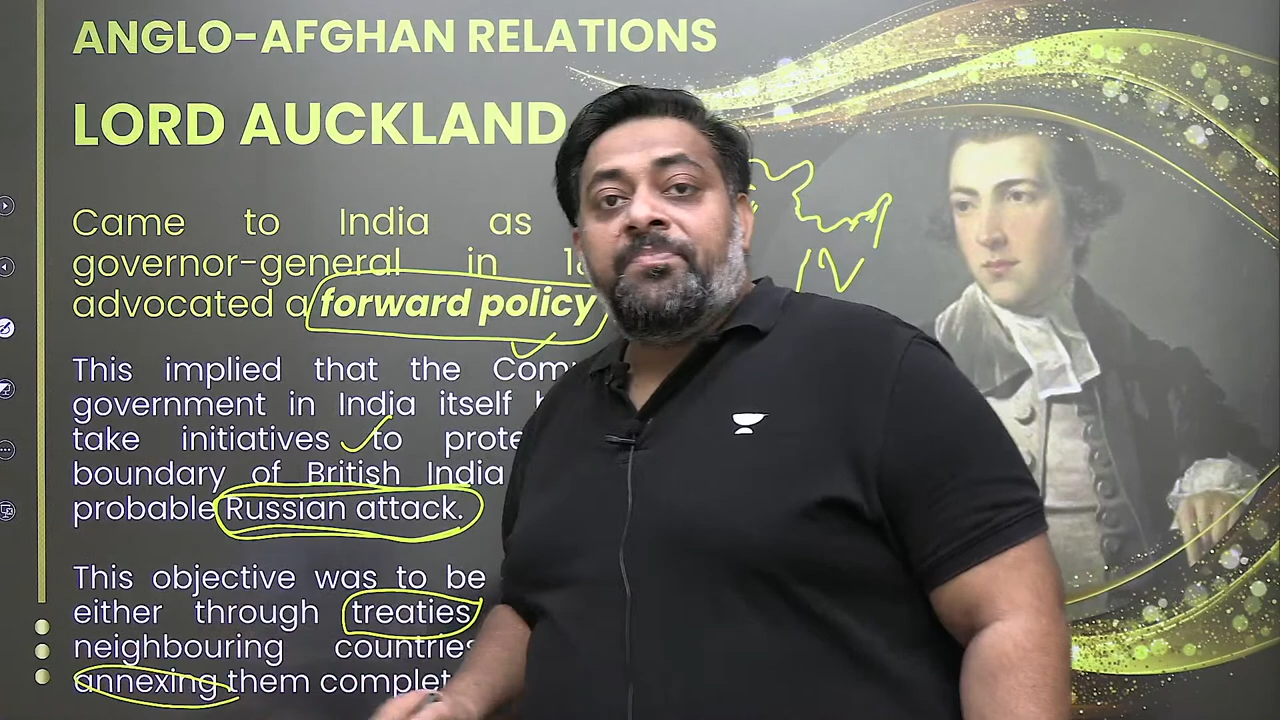 ANGLO-AFGHAN RELATIONS
LORD AUCKLAND
Came to India as
governor-general in
advocated a forward policy
This implied that the
government in India itself
take initiatives to
boundary of British India
probable Russian attack.
This objective was to be
either through treaties
neighbouring
annexing them